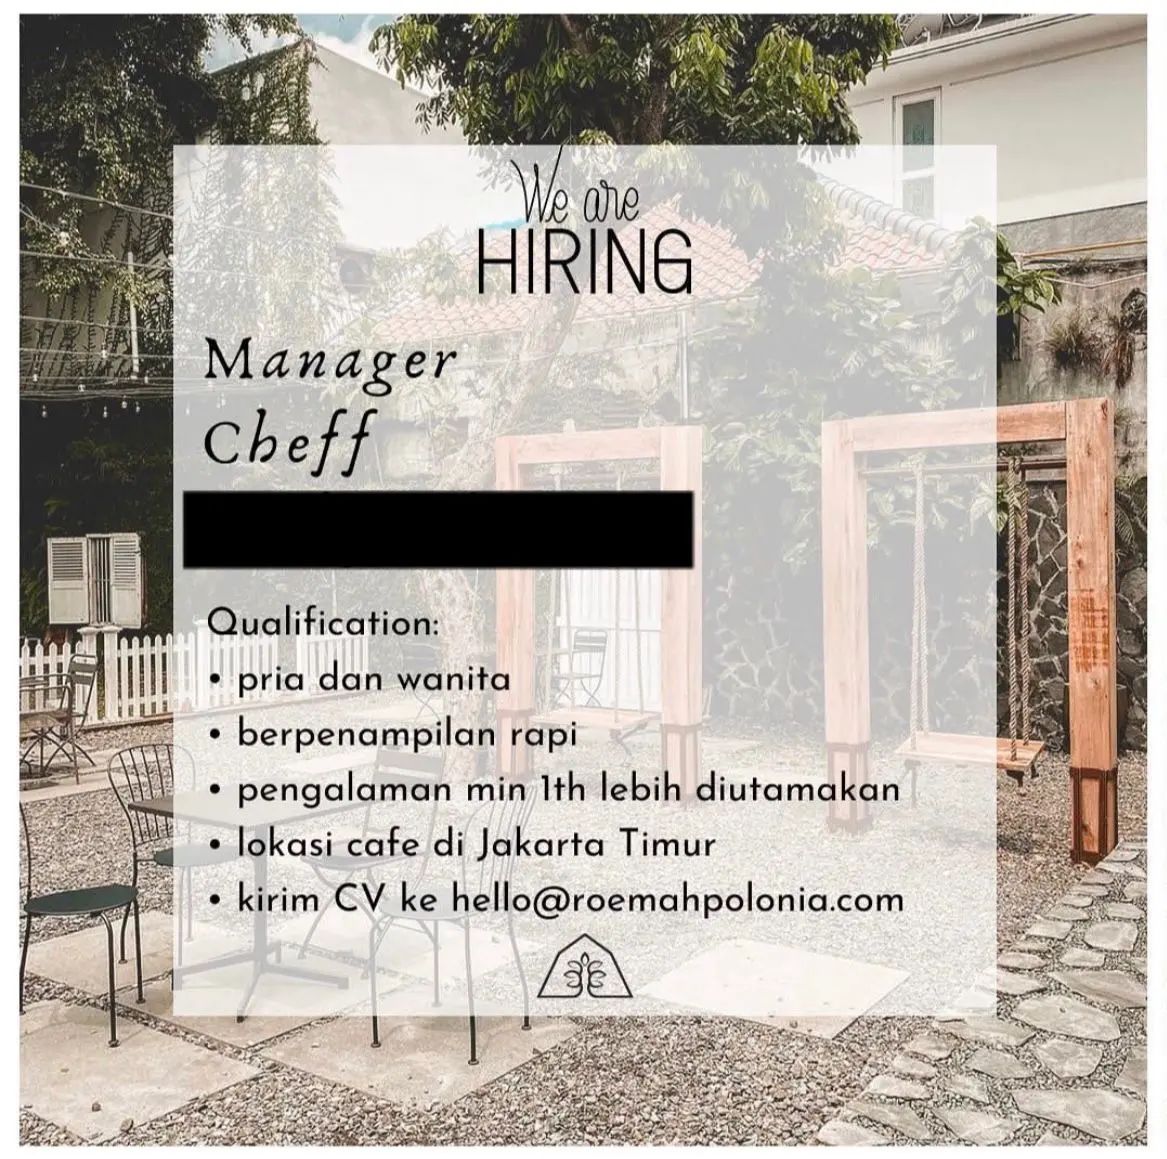 We are
HIRING
Manager
Cheff
Qualification:
• pria dan wanita
• berpenampilan rapi
• pengalaman min 1th lebih diutamakan
• lokasi cafe di Jakarta Timur
• kirim CV ke hello@roemahpolonia.com